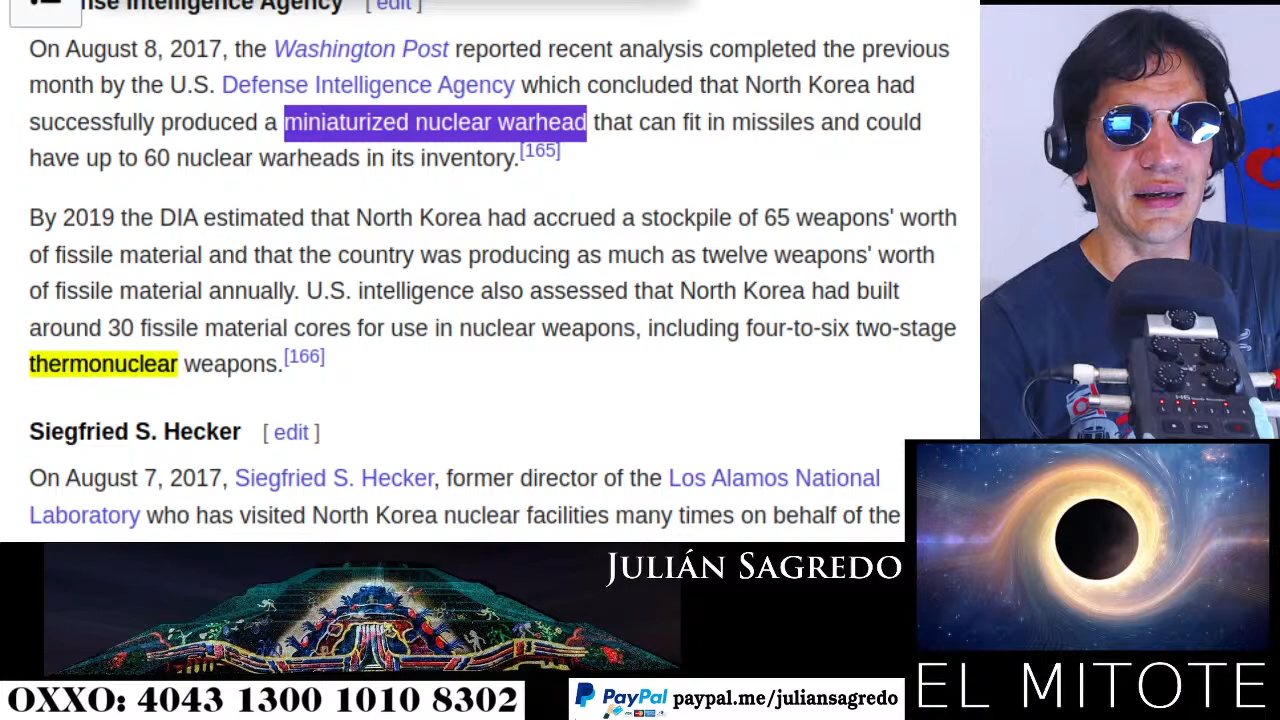 nse Intelligence Agency [ edit ]
On August 8, 2017, the Washington Post reported recent analysis completed the previous
month by the U.S. Defense Intelligence Agency which concluded that North Korea had
successfully produced a miniaturized nuclear warhead that can fit in missiles and could
have up to 60 nuclear warheads in its inventory.[165]
By 2019 the DIA estimated that North Korea had accrued a stockpile of 65 weapons' worth
of fissile material and that the country was producing as much as twelve weapons' worth
of fissile material annually. U.S. intelligence also assessed that North Korea had built
around 30 fissile material cores for use in nuclear weapons, including four-to-six two-stage
thermonuclear weapons.[166]
Siegfried S. Hecker [ edit ]
On August 7, 2017, Siegfried S. Hecker, former director of the Los Alamos National
Laboratory who has visited North Korea nuclear facilities many times on behalf of the
H6
JULIÁN SAGREDO
EL MITOTE
OXXO: 4043 1300 1010 8302
PayPal paypal.me/juliansagredo